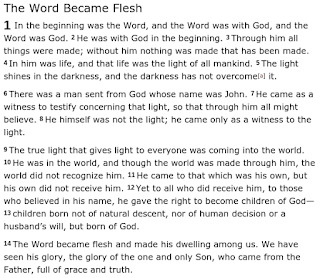 The Word Became Flesh
1 In the beginning was the Word, and the Word was with God, and the
Word was God. 2 He was with God in the beginning. 3 Through him all
things were made; without him nothing was made that has been made.
4 In him was life, and that life was the light of all mankind. 5 The light
shines in the darkness, and the darkness has not overcome[a] it.
6 There was a man sent from God whose name was John. 7 He came as a
witness to testify concerning that light, so that through him all might
believe. 8 He himself was not the light; he came only as a witness to the
light.
9 The true light that gives light to everyone was coming into the world.
10 He was in the world, and though the world was made through him, the
world did not recognize him. 11 He came to that which was his own, but
his own did not receive him. 12 Yet to all who did receive him, to those
who believed in his name, he gave the right to become children of God—
13 children born not of natural descent, nor of human decision or a
husband's will, but born of God.
14 The Word became flesh and made his dwelling among us. We have
seen his glory, the glory of the one and only Son, who came from the
Father, full of grace and truth.